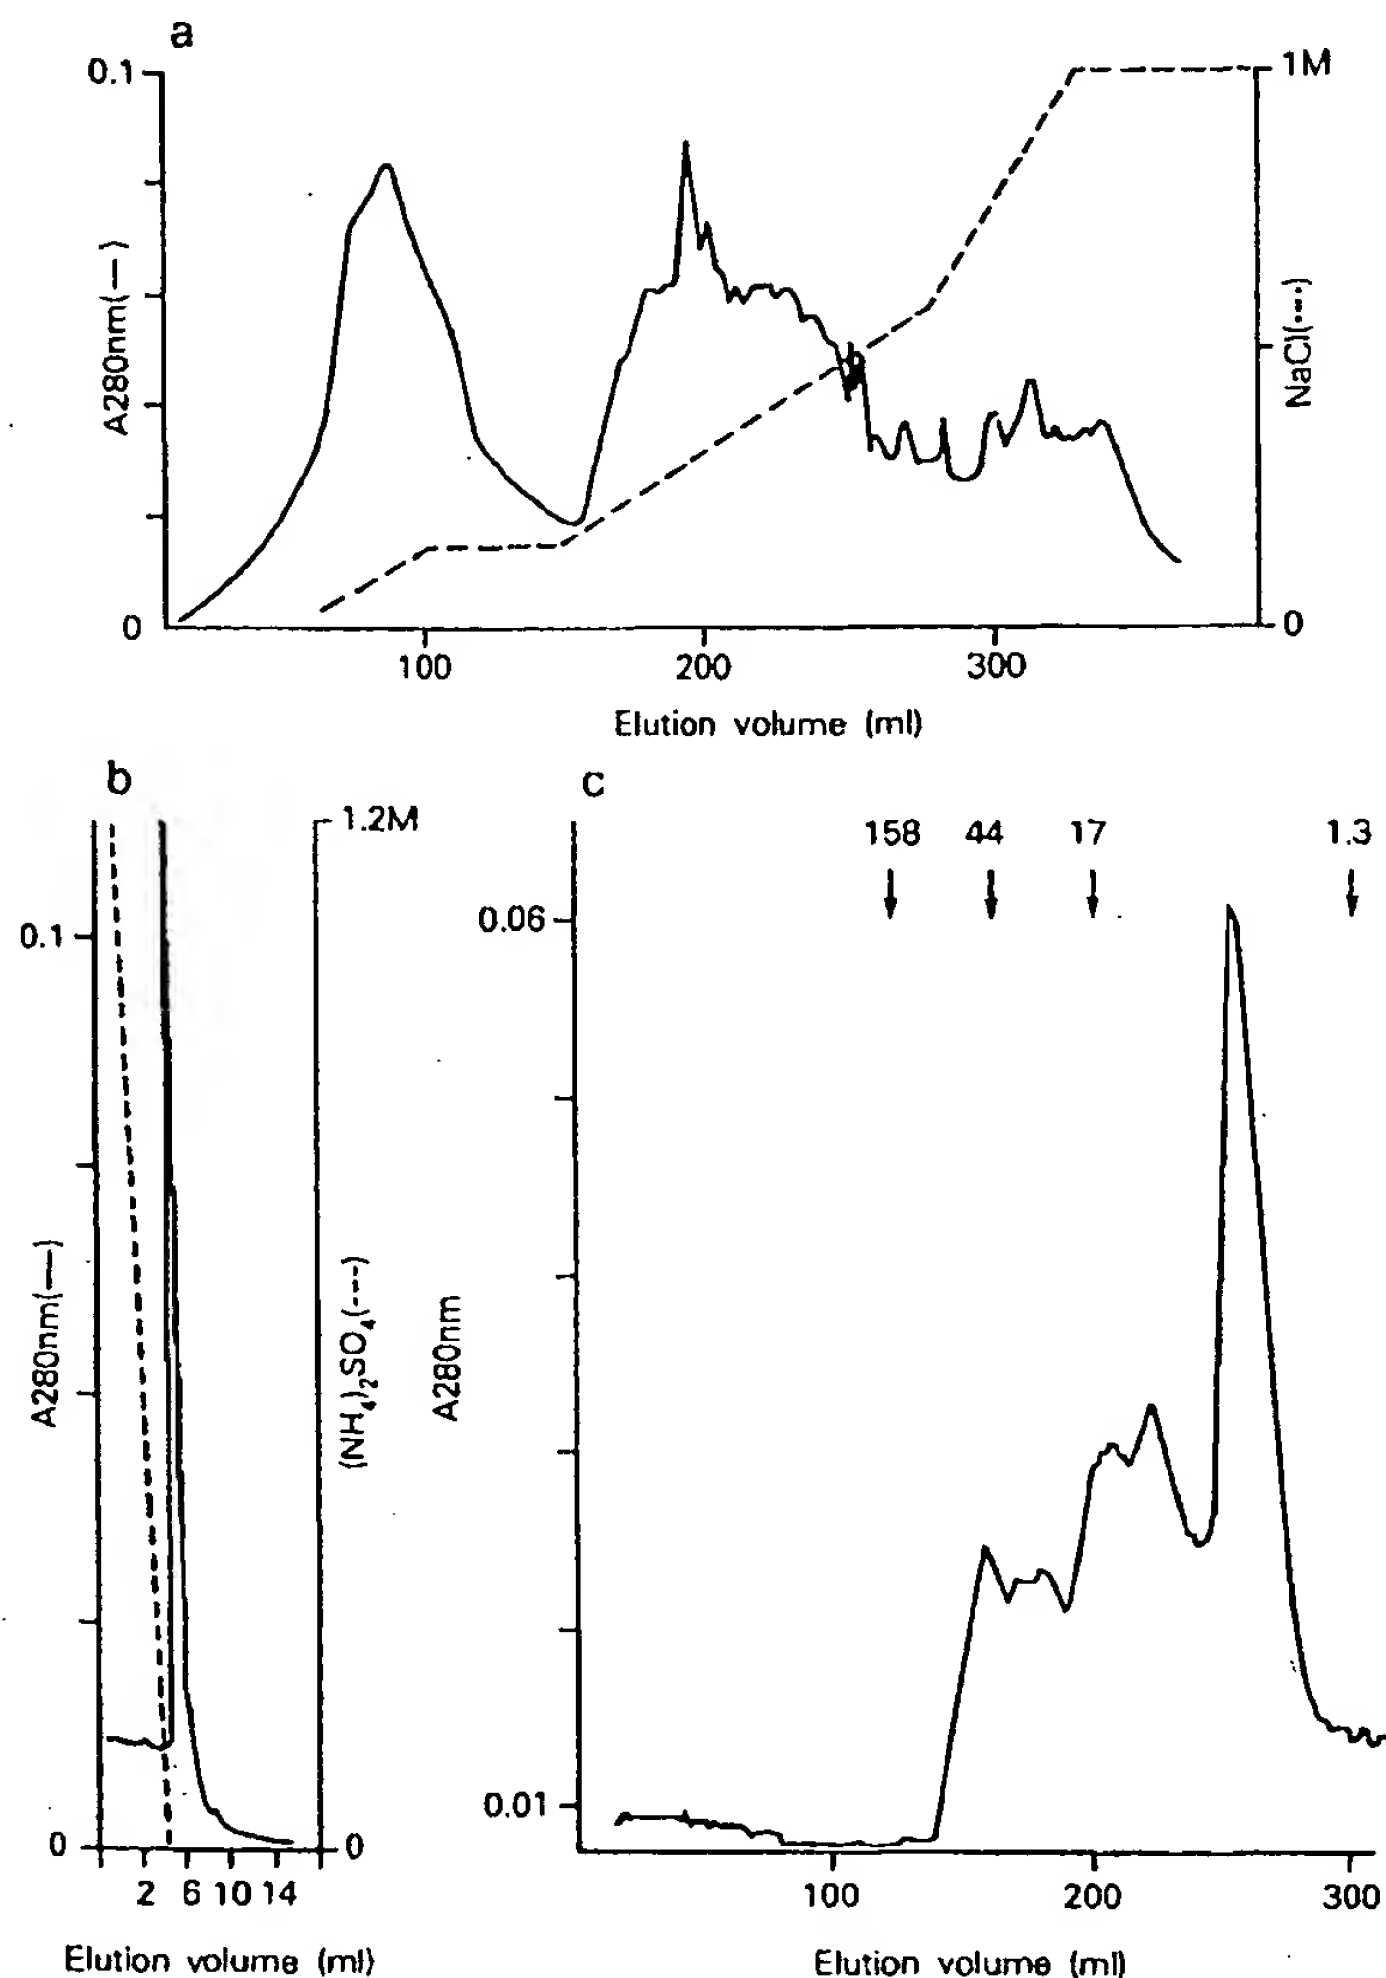 a
0.1
1M
A280nm(—)
NaCl(---)
0
0
100 200 300
Elution volume (ml)
b
1.2M
0.1
A280nm(—)
(NH4)2SO4(---)
0
0
2 6 10 14
Elution volume (ml)
c
158 44 17 1.3
0.06
A280nm
0.01
100 200 300
Elution volume (ml)